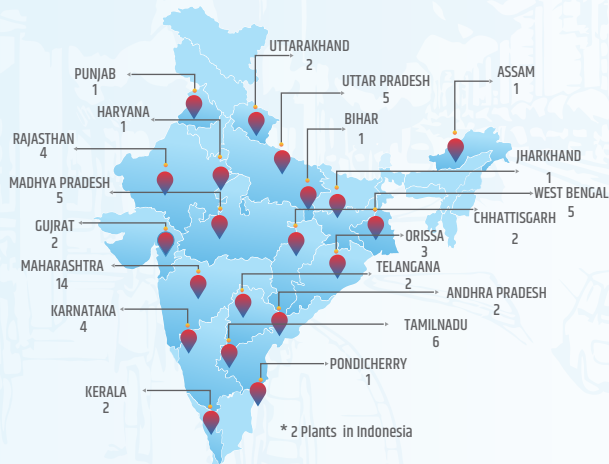 UTTARAKHAND
2
PUNJAB
1
UTTAR PRADESH
5
ASSAM
1
HARYANA
1
BIHAR
1
RAJASTHAN
4
JHARKHAND
1
MADHYA PRADESH
5
WEST BENGAL
5
CHHATTISGARH
2
GUJRAT
2
ORISSA
3
MAHARASHTRA
14
TELANGANA
2
ANDHRA PRADESH
2
KARNATAKA
4
TAMILNADU
6
PONDICHERRY
1
KERALA
2
* 2 Plants in Indonesia